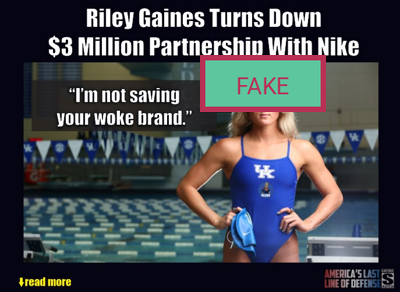 Riley Gaines Turns Down
$3 Million Partnership With Nike
FAKE
"I'm not saving
your woke brand."
UK
read more
AMERICA'S LAST
LINE OF DEFENSE
S